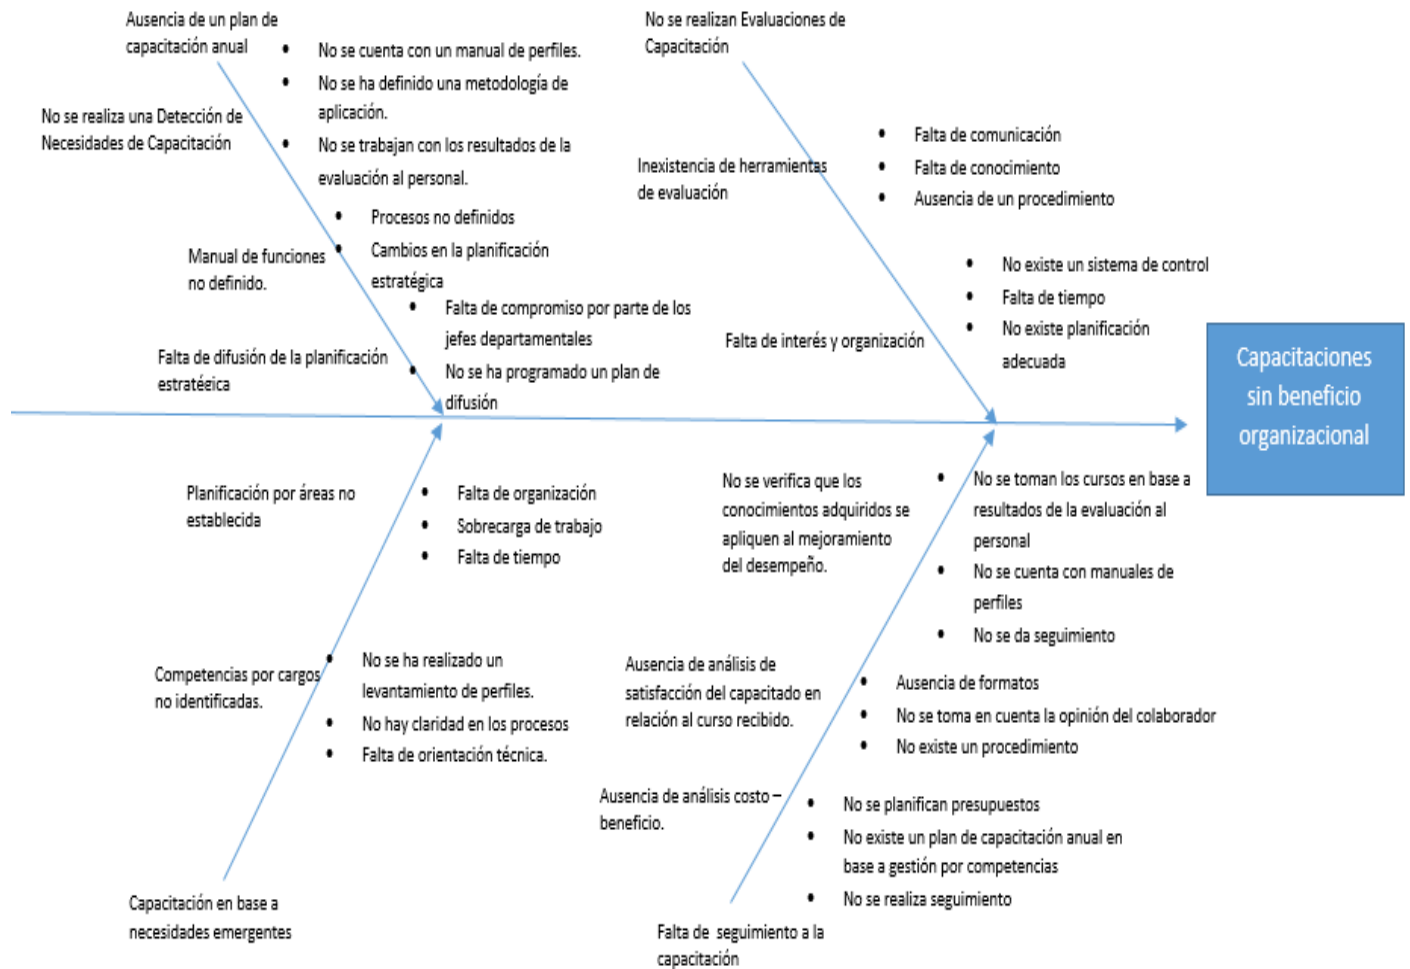 Ausencia de un plan de
capacitación anual
• No se cuenta con un manual de perfiles.
• No se ha definido una metodología de
aplicación.
• No se trabajan con los resultados de la
evaluación al personal.
No se realiza una Detección de
Necesidades de Capacitación
• Procesos no definidos
• Cambios en la planificación
estratégica
Manual de funciones
no definido.
• Falta de compromiso por parte de los
jefes departamentales
• No se ha programado un plan de
difusión
Falta de difusión de la planificación
estratégica
No se realizan Evaluaciones de
Capacitación
Inexistencia de herramientas
de evaluación
• Falta de comunicación
• Falta de conocimiento
• Ausencia de un procedimiento
Falta de interés y organización
• No existe un sistema de control
• Falta de tiempo
• No existe planificación
adecuada
Capacitaciones
sin beneficio
organizacional
Planificación por áreas no
establecida
• Falta de organización
• Sobrecarga de trabajo
• Falta de tiempo
Competencias por cargos
no identificadas.
• No se ha realizado un
levantamiento de perfiles.
• No hay claridad en los procesos
• Falta de orientación técnica.
Capacitación en base a
necesidades emergentes
No se verifica que los
conocimientos adquiridos se
apliquen al mejoramiento
del desempeño.
• No se toman los cursos en base a
resultados de la evaluación al
personal
• No se cuenta con manuales de
perfiles
• No se da seguimiento
Ausencia de análisis de
satisfacción del capacitado en
relación al curso recibido.
• Ausencia de formatos
• No se toma en cuenta la opinión del colaborador
• No existe un procedimiento
Ausencia de análisis costo –
beneficio.
• No se planifican presupuestos
• No existe un plan de capacitación anual en
base a gestión por competencias
• No se realiza seguimiento
Falta de seguimiento a la
capacitación